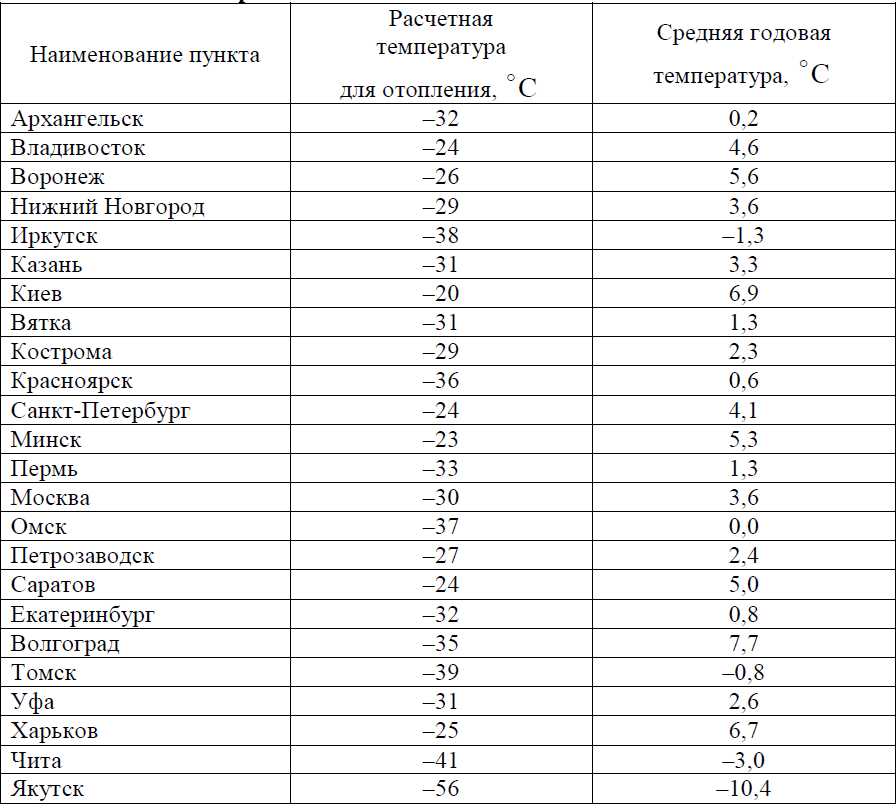 Наименование пункта
Расчетная
температура
для отопления, °С
Средняя годовая
температура, °С
Архангельск –32 0,2
Владивосток –24 4,6
Воронеж –26 5,6
Нижний Новгород –29 3,6
Иркутск –38 –1,3
Казань –31 3,3
Киев –20 6,9
Вятка –31 1,3
Кострома –29 2,3
Красноярск –36 0,6
Санкт-Петербург –24 4,1
Минск –23 5,3
Пермь –33 1,3
Москва –30 3,6
Омск –37 0,0
Петрозаводск –27 2,4
Саратов –24 5,0
Екатеринбург –32 0,8
Волгоград –35 7,7
Томск –39 –0,8
Уфа –31 2,6
Харьков –25 6,7
Чита –41 –3,0
Якутск –56 –10,4